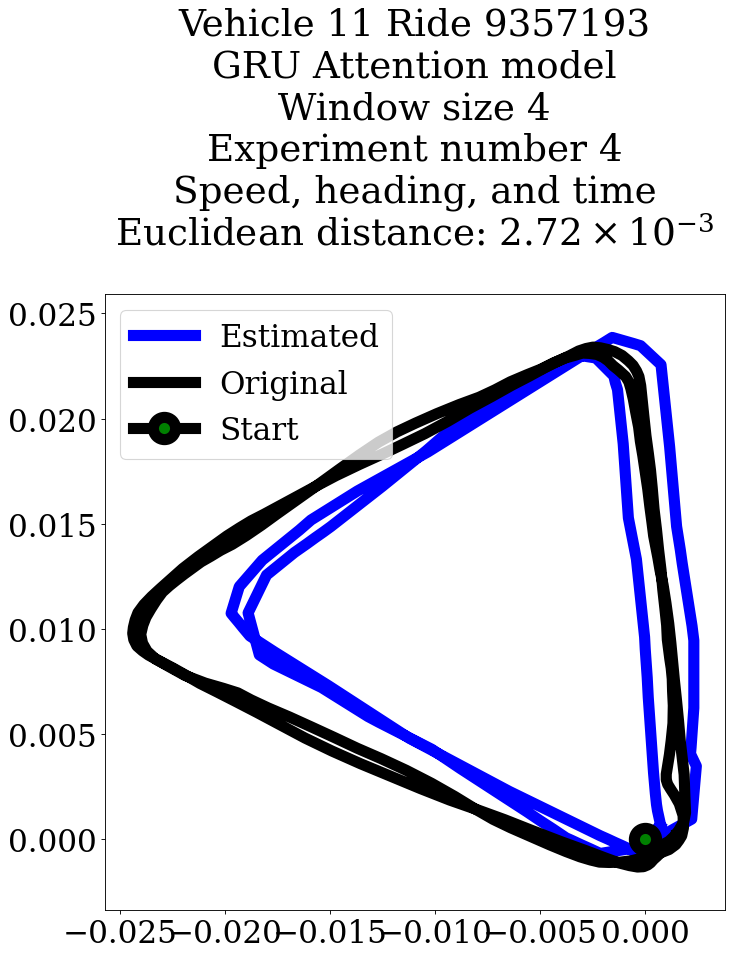 Vehicle 11 Ride 9357193
GRU Attention model
Window size 4
Experiment number 4
Speed, heading, and time
Euclidean distance: 2.72 × 10⁻³
0.025
Estimated
Original
0.020
Start
0.015
0.010
0.005
0.000
−0.025 −0.020 −0.015 −0.010 −0.005 0.000